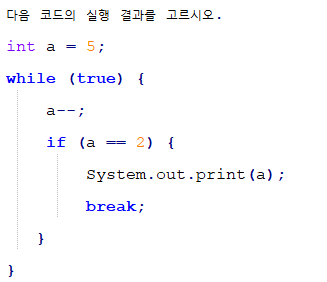 다음 코드의 실행 결과를 고르시오.
int a = 5;
while (true) {
    a--;
    if (a == 2) {
        System.out.print(a);
        break;
    }
}